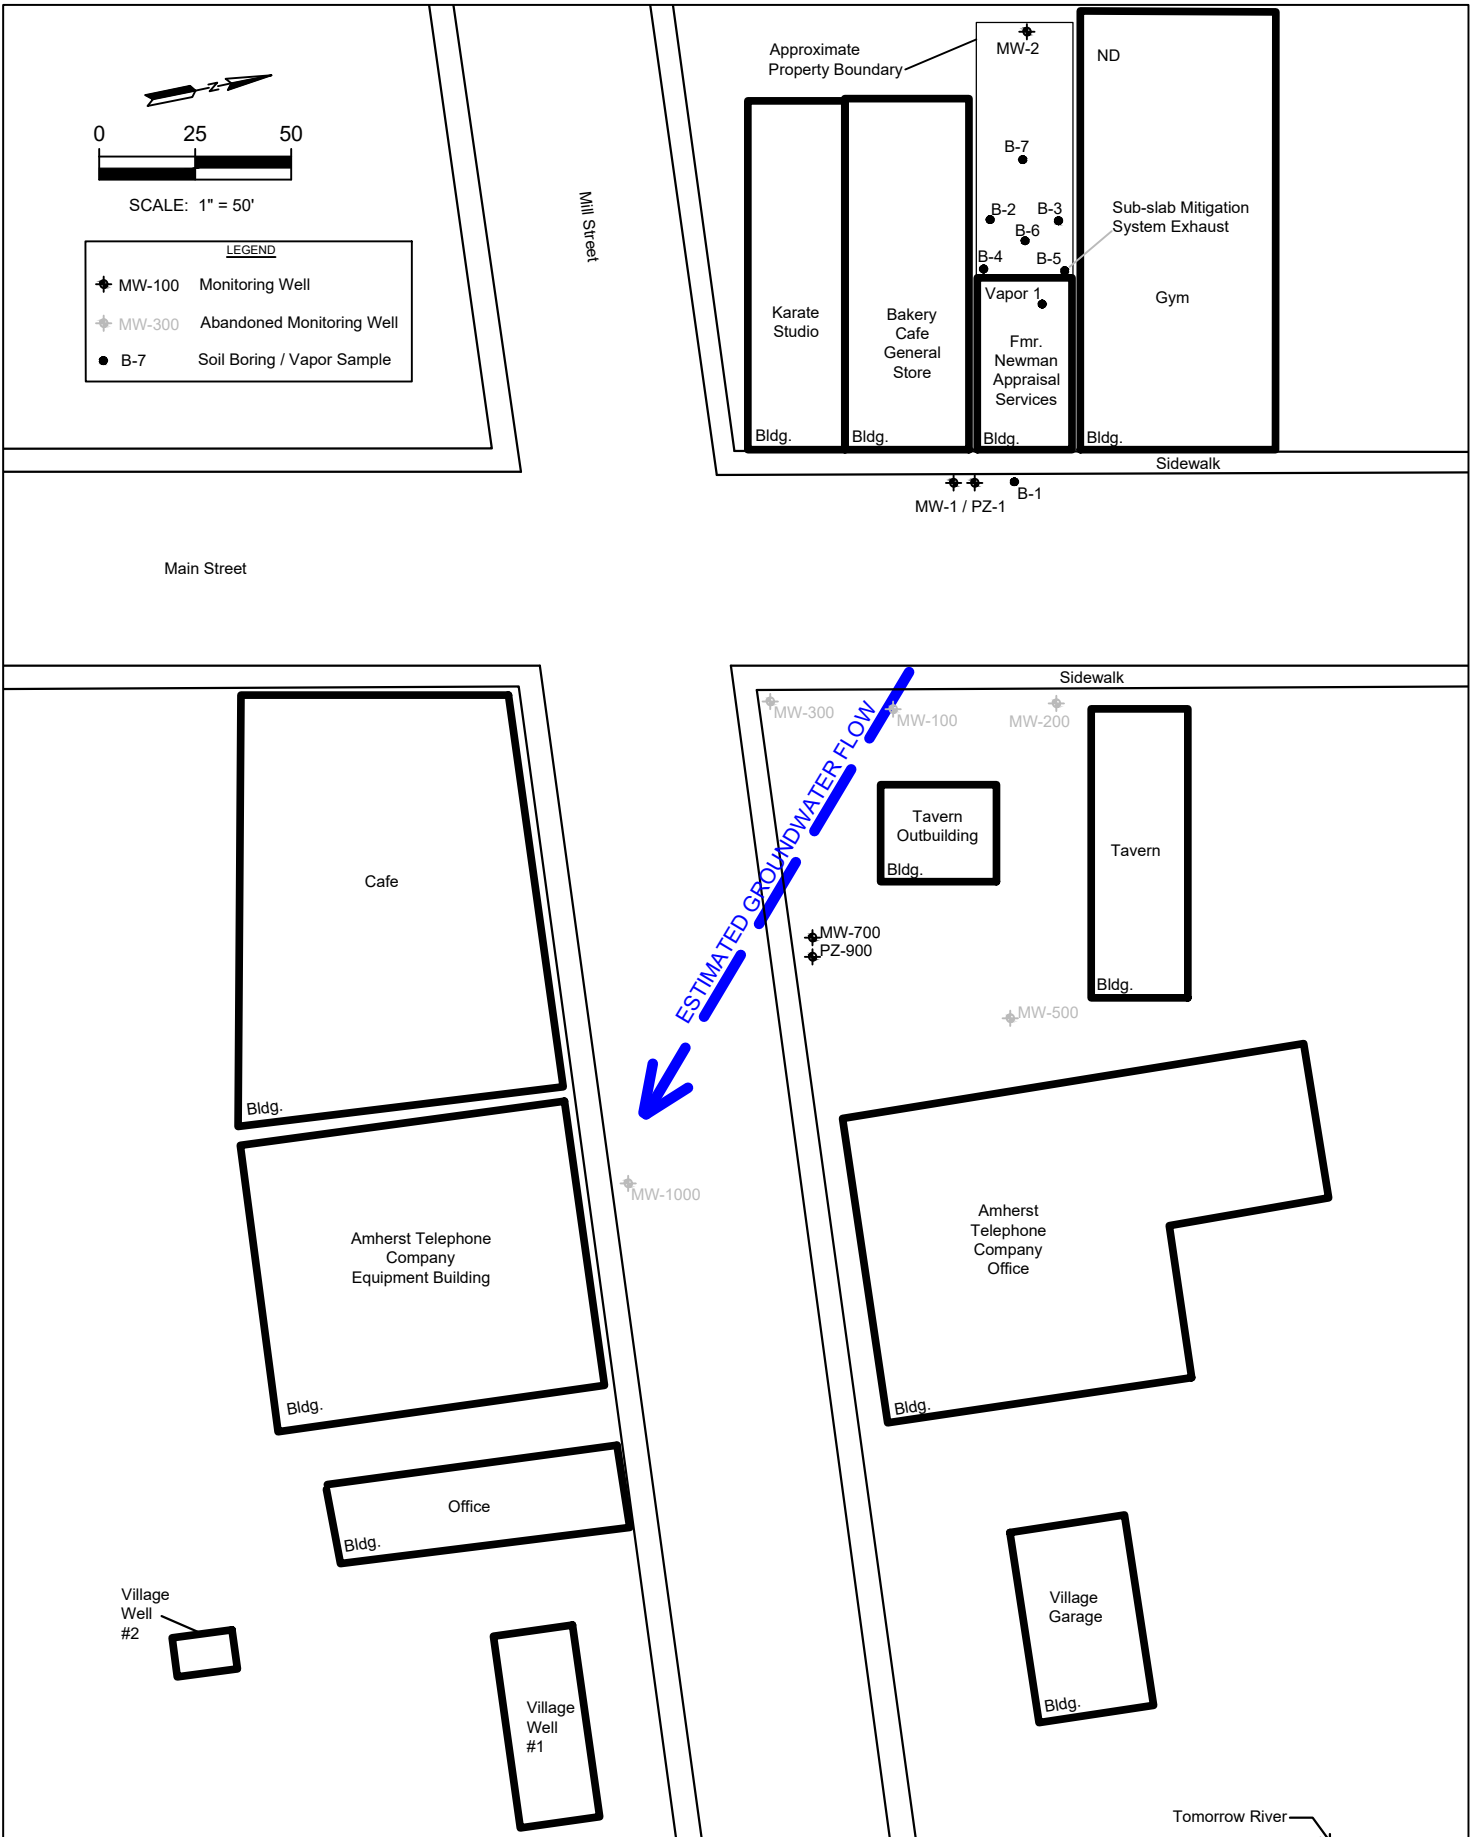 Approximate
Property Boundary
MW-2
ND
N
0 25 50
SCALE: 1" = 50'
LEGEND
MW-100 Monitoring Well
MW-300 Abandoned Monitoring Well
B-7 Soil Boring / Vapor Sample
Mill Street
B-7
B-2
B-3
B-6
B-4
B-5
Sub-slab Mitigation
System Exhaust
Vapor 1
Karate
Studio
Bldg.
Bakery
Cafe
General
Store
Bldg.
Fmr.
Newman
Appraisal
Services
Bldg.
Gym
Bldg.
Sidewalk
MW-1 / PZ-1
B-1
Main Street
Sidewalk
MW-300
MW-100
MW-200
ESTIMATED GROUNDWATER FLOW
Tavern
Outbuilding
Bldg.
Tavern
Bldg.
Cafe
Bldg.
MW-700
PZ-900
MW-500
MW-1000
Amherst Telephone
Company
Equipment Building
Bldg.
Amherst
Telephone
Company
Office
Bldg.
Office
Bldg.
Village
Well
#2
Village
Well
#1
Village
Garage
Bldg.
Tomorrow River